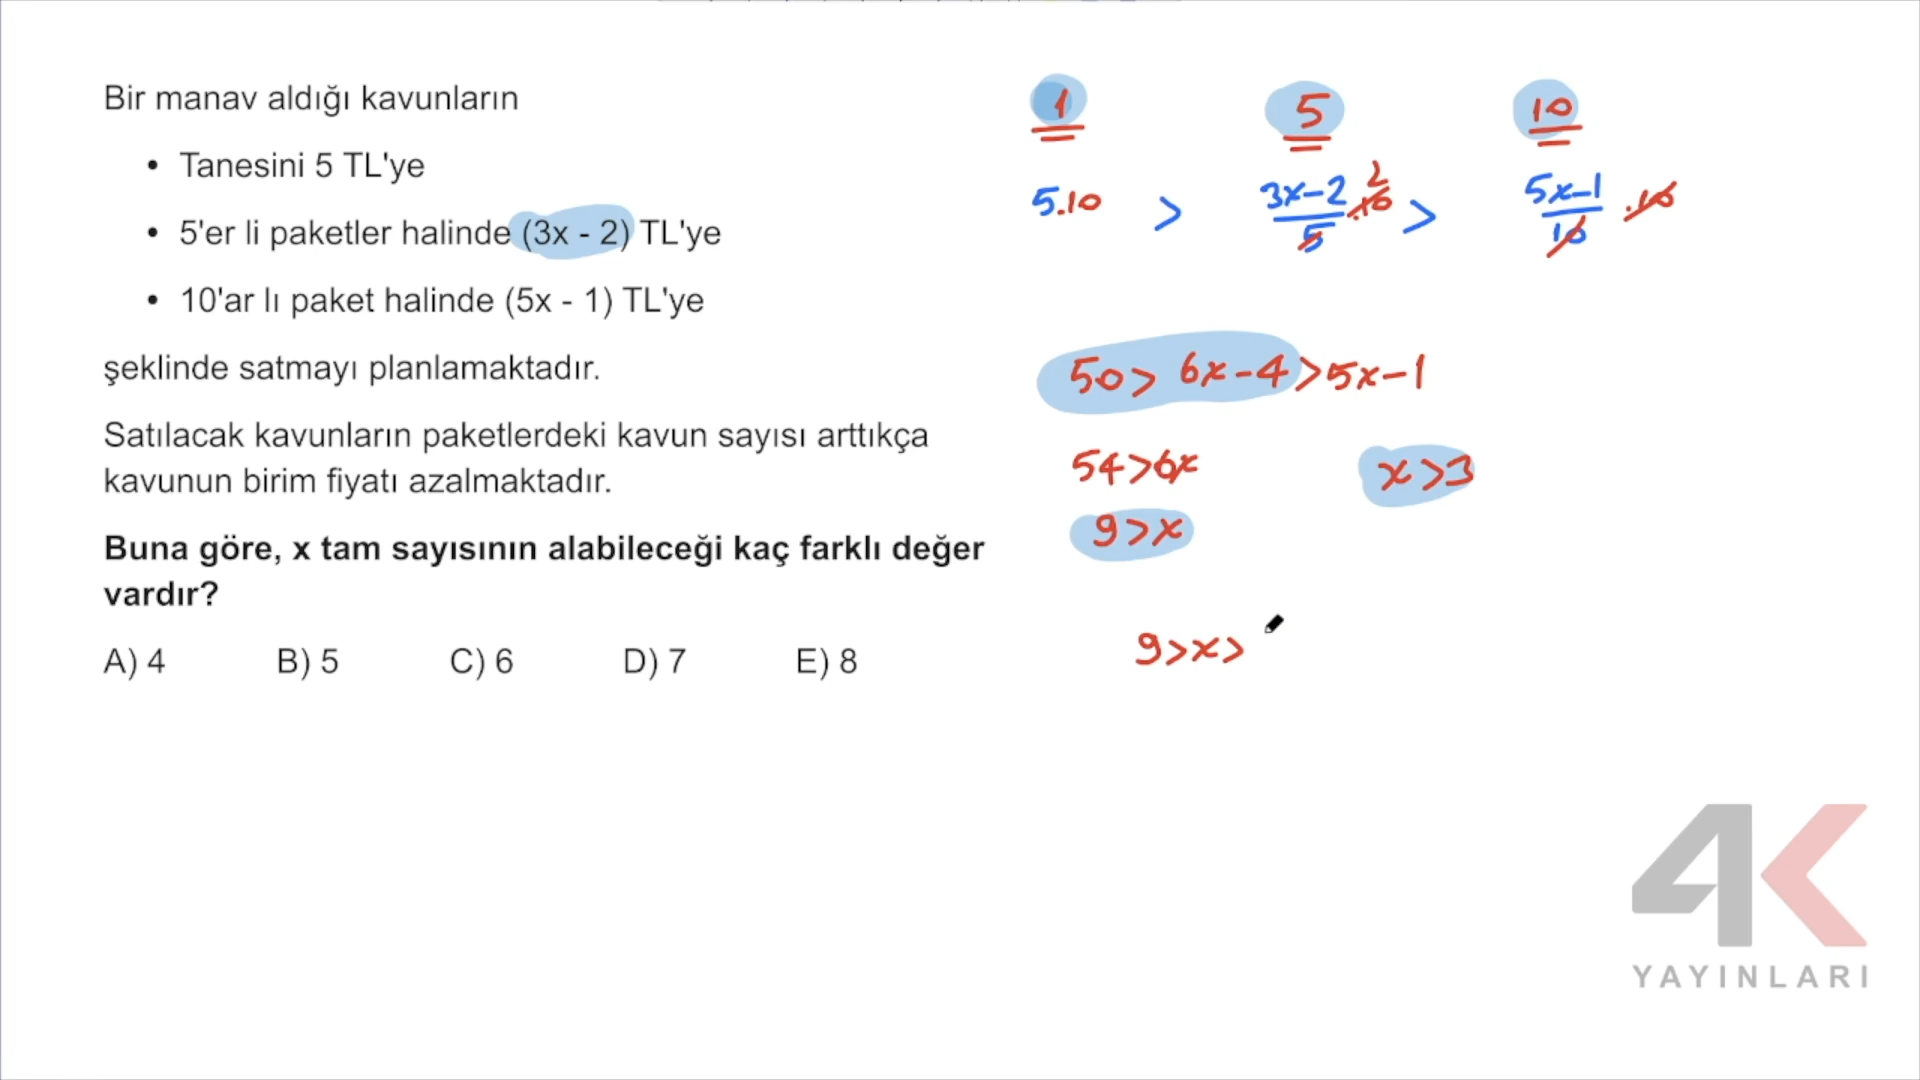 Bir manav aldığı kavunların
• Tanesini 5 TL'ye
• 5'er li paketler halinde (3x - 2) TL'ye
• 10'ar lı paket halinde (5x - 1) TL'ye
şeklinde satmayı planlamaktadır.
Satılacak kavunların paketlerdeki kavun sayısı arttıkça
kavunun birim fiyatı azalmaktadır.
Buna göre, x tam sayısının alabileceği kaç farklı değer
vardır?
A) 4 B) 5 C) 6 D) 7 E) 8
1 5 10
5.10 > 3x-2/5 .10 2 > 5x-1/10 .10
50 > 6x-4 > 5x-1
54>6x x>3
9>x
9>x>
4K
YAYINLARI